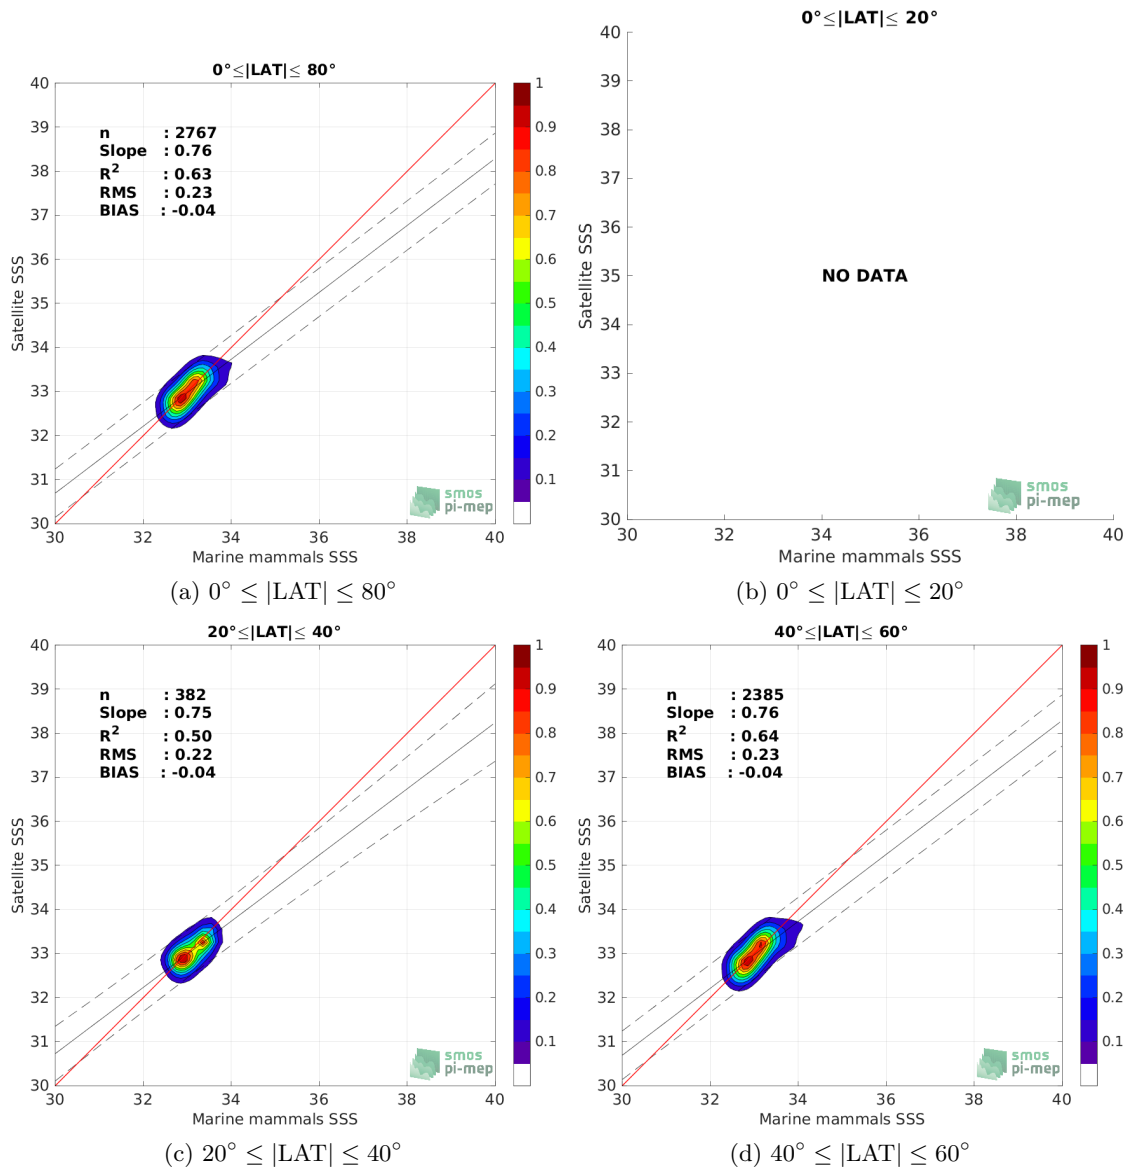 0°≤|LAT|≤ 80°
40
39
38
37
36
35
34
33
32
31
30
Satellite SSS
n : 2767
Slope : 0.76
R² : 0.63
RMS : 0.23
BIAS : -0.04
smos
pi-mep
30 32 34 36 38 40
Marine mammals SSS
1
0.9
0.8
0.7
0.6
0.5
0.4
0.3
0.2
0.1
(a) 0° ≤ |LAT| ≤ 80°
0°≤|LAT|≤ 20°
40
39
38
37
36
35
34
33
32
31
30
Satellite SSS
NO DATA
smos
pi-mep
30 32 34 36 38 40
Marine mammals SSS
(b) 0° ≤ |LAT| ≤ 20°
20°≤|LAT|≤ 40°
40
39
38
37
36
35
34
33
32
31
30
Satellite SSS
n : 382
Slope : 0.75
R² : 0.50
RMS : 0.22
BIAS : -0.04
smos
pi-mep
30 32 34 36 38 40
Marine mammals SSS
1
0.9
0.8
0.7
0.6
0.5
0.4
0.3
0.2
0.1
(c) 20° ≤ |LAT| ≤ 40°
40°≤|LAT|≤ 60°
40
39
38
37
36
35
34
33
32
31
30
Satellite SSS
n : 2385
Slope : 0.76
R² : 0.64
RMS : 0.23
BIAS : -0.04
smos
pi-mep
30 32 34 36 38 40
Marine mammals SSS
1
0.9
0.8
0.7
0.6
0.5
0.4
0.3
0.2
0.1
(d) 40° ≤ |LAT| ≤ 60°